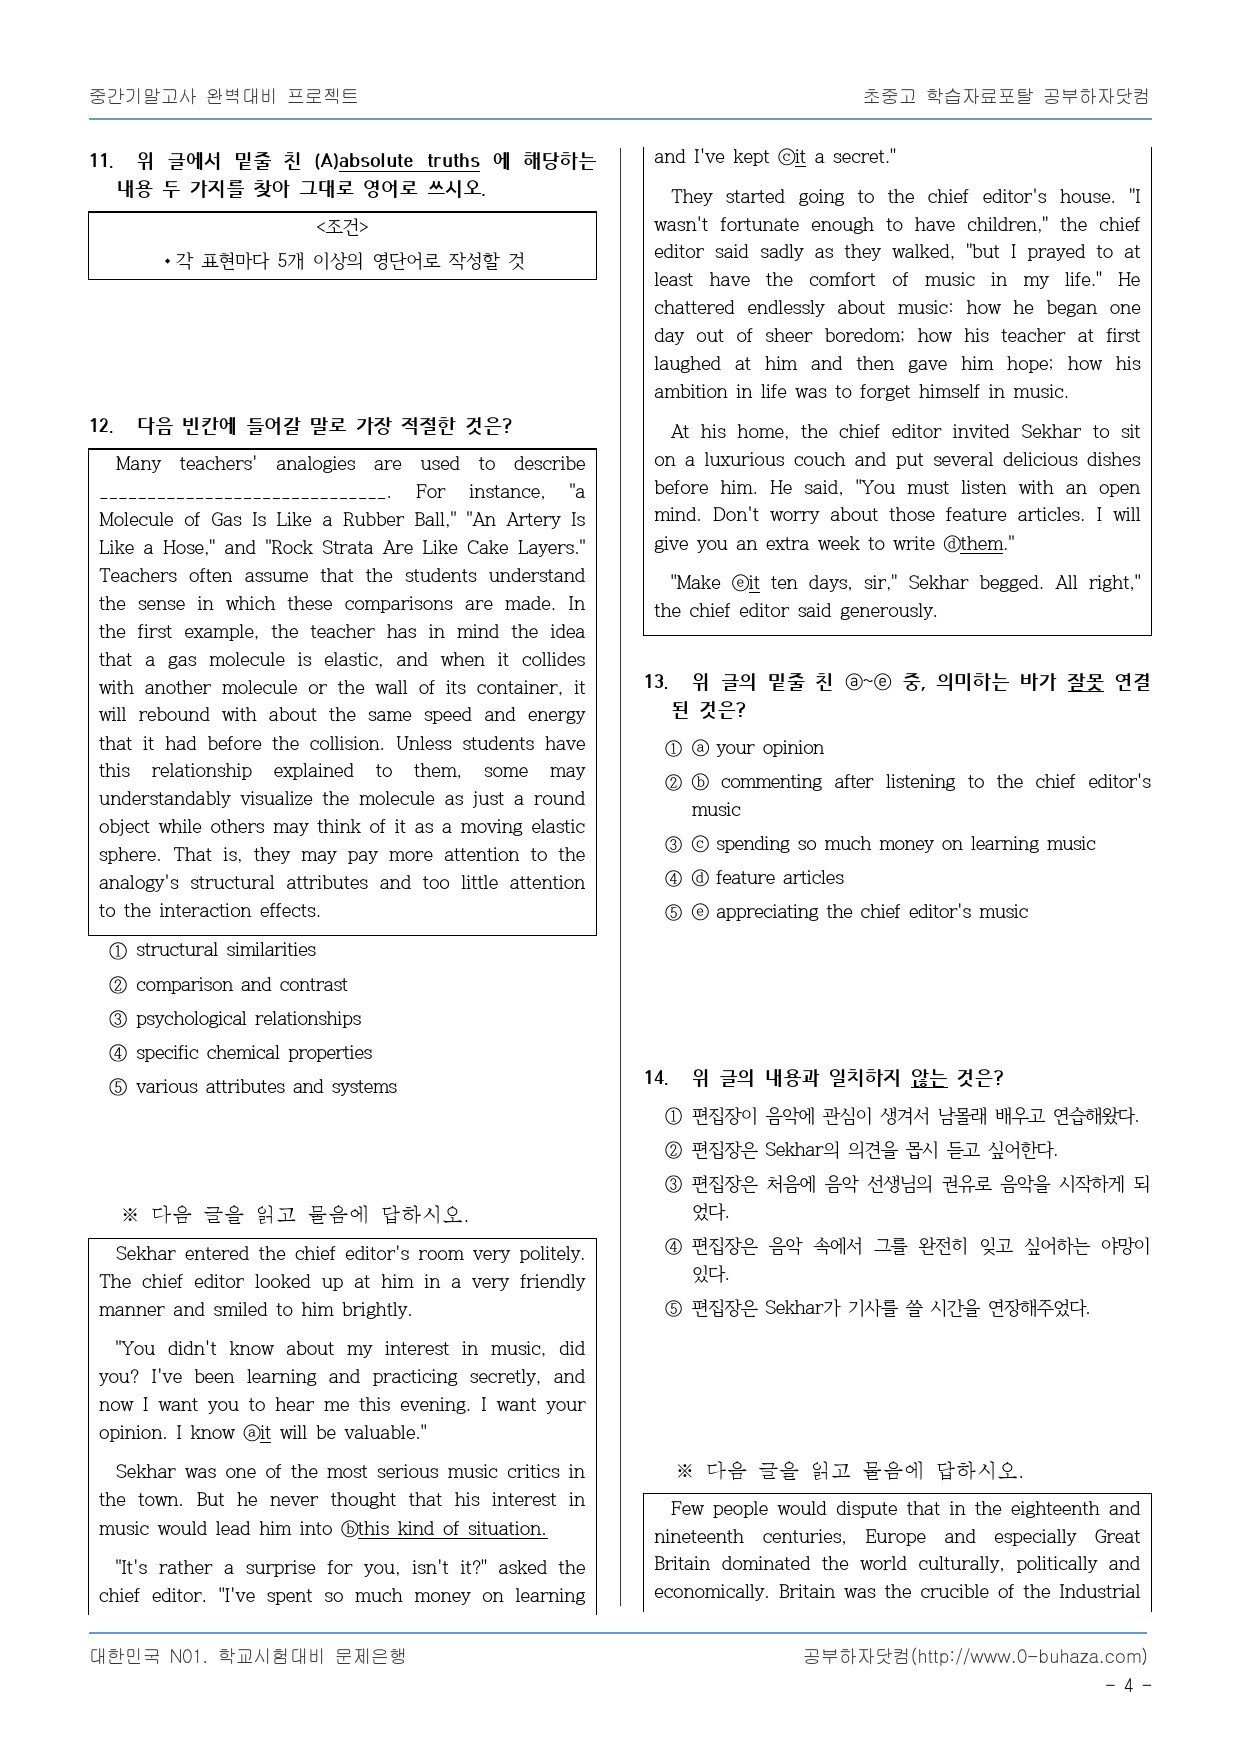 중간기말고사 완벽대비 프로젝트
초중고 학습자료포탈 공부하자닷컴
11. 위 글에서 밑줄 친 (A)absolute truths 에 해당하는
내용 두 가지를 찾아 그대로 영어로 쓰시오.
<조건>
• 각 표현마다 5개 이상의 영단어로 작성할 것
12. 다음 빈칸에 들어갈 말로 가장 적절한 것은?
Many teachers' analogies are used to describe
______________________________. For instance, "a
Molecule of Gas Is Like a Rubber Ball," "An Artery Is
Like a Hose," and "Rock Strata Are Like Cake Layers."
Teachers often assume that the students understand
the sense in which these comparisons are made. In
the first example, the teacher has in mind the idea
that a gas molecule is elastic, and when it collides
with another molecule or the wall of its container, it
will rebound with about the same speed and energy
that it had before the collision. Unless students have
this relationship explained to them, some may
understandably visualize the molecule as just a round
object while others may think of it as a moving elastic
sphere. That is, they may pay more attention to the
analogy's structural attributes and too little attention
to the interaction effects.
① structural similarities
② comparison and contrast
③ psychological relationships
④ specific chemical properties
⑤ various attributes and systems
※ 다음 글을 읽고 물음에 답하시오.
Sekhar entered the chief editor's room very politely.
The chief editor looked up at him in a very friendly
manner and smiled to him brightly.
"You didn't know about my interest in music, did
you? I've been learning and practicing secretly, and
now I want you to hear me this evening. I want your
opinion. I know ⓐit will be valuable."
Sekhar was one of the most serious music critics in
the town. But he never thought that his interest in
music would lead him into ⓑthis kind of situation.
"It's rather a surprise for you, isn't it?" asked the
chief editor. "I've spent so much money on learning
and I've kept ⓒit a secret."
They started going to the chief editor's house. "I
wasn't fortunate enough to have children," the chief
editor said sadly as they walked, "but I prayed to at
least have the comfort of music in my life." He
chattered endlessly about music: how he began one
day out of sheer boredom; how his teacher at first
laughed at him and then gave him hope; how his
ambition in life was to forget himself in music.
At his home, the chief editor invited Sekhar to sit
on a luxurious couch and put several delicious dishes
before him. He said, "You must listen with an open
mind. Don't worry about those feature articles. I will
give you an extra week to write ⓓthem."
"Make ⓔit ten days, sir," Sekhar begged. All right,"
the chief editor said generously.
13. 위 글의 밑줄 친 ⓐ~ⓔ 중, 의미하는 바가 잘못 연결
된 것은?
① ⓐ your opinion
② ⓑ commenting after listening to the chief editor's
music
③ ⓒ spending so much money on learning music
④ ⓓ feature articles
⑤ ⓔ appreciating the chief editor's music
14. 위 글의 내용과 일치하지 않는 것은?
① 편집장이 음악에 관심이 생겨서 남몰래 배우고 연습해왔다.
② 편집장은 Sekhar의 의견을 몹시 듣고 싶어한다.
③ 편집장은 처음에 음악 선생님의 권유로 음악을 시작하게 되
었다.
④ 편집장은 음악 속에서 그를 완전히 잊고 싶어하는 야망이
있다.
⑤ 편집장은 Sekhar가 기사를 쓸 시간을 연장해주었다.
※ 다음 글을 읽고 물음에 답하시오.
Few people would dispute that in the eighteenth and
nineteenth centuries, Europe and especially Great
Britain dominated the world culturally, politically and
economically. Britain was the crucible of the Industrial
대한민국 N01. 학교시험대비 문제은행
공부하자닷컴(http://www.0-buhaza.com)
- 4 -